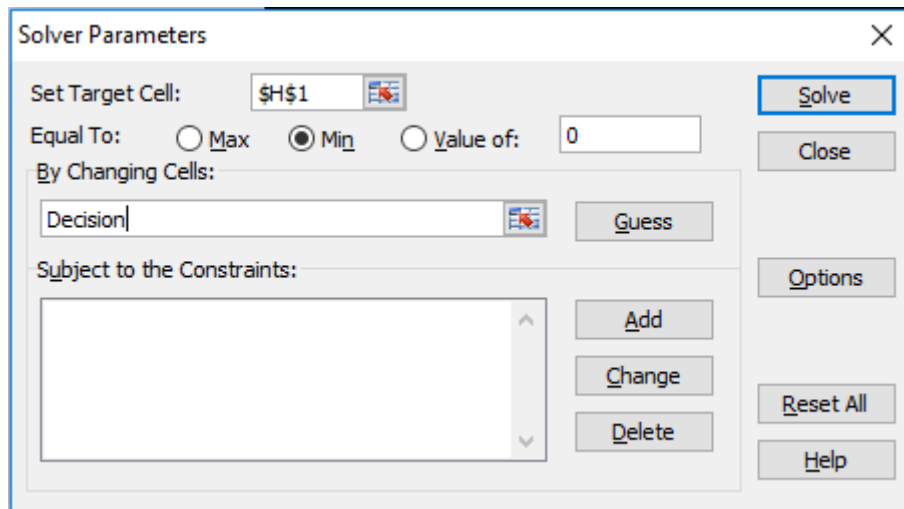 Solver Parameters
Set Target Cell: $H$1 Solve
Equal To: Max Min Value of: 0 Close
By Changing Cells:
Decision Guess
Subject to the Constraints: Options
Add
Change
Reset All
Delete
Help